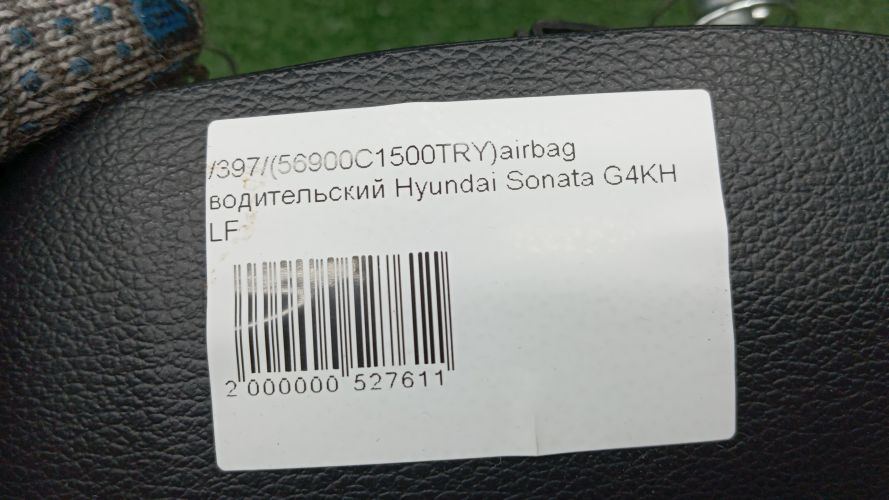 /397/(56900C1500TRY)airbag
водительский Hyundai Sonata G4KH
LF
2 000000 527611